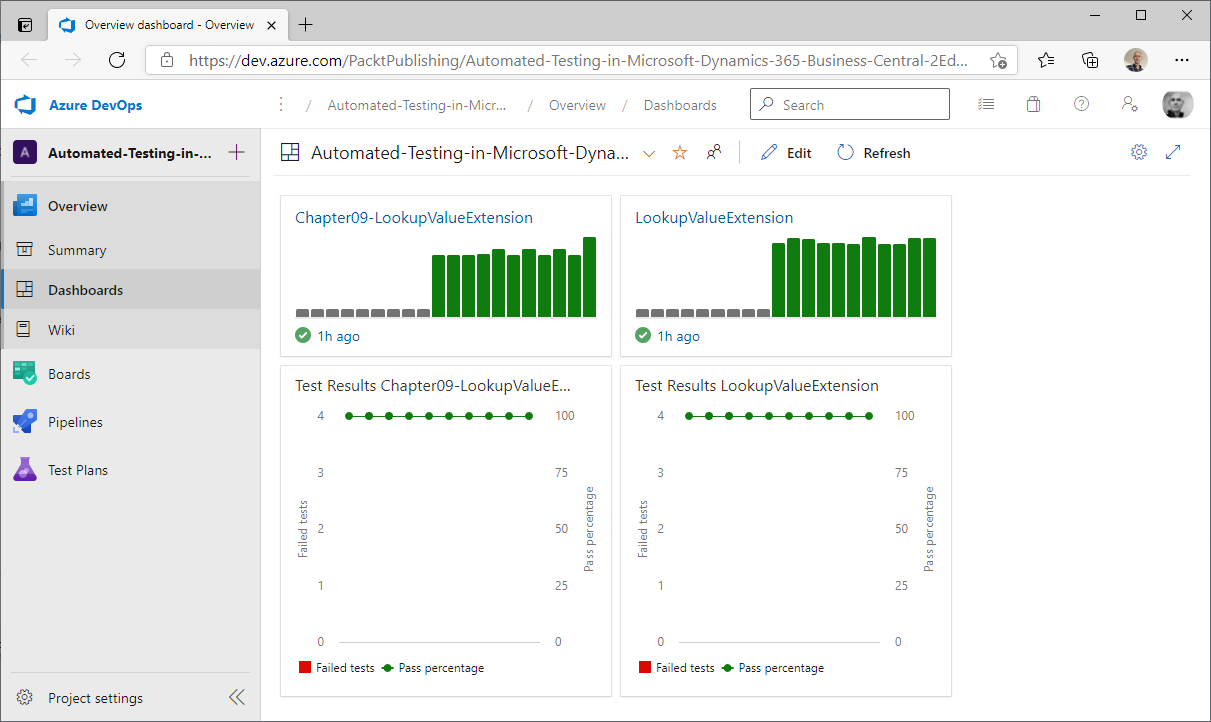 Overview dashboard - Overview
https://dev.azure.com/PacktPublishing/Automated-Testing-in-Microsoft-Dynamics-365-Business-Central-2Ed...
Azure DevOps
/ Automated-Testing-in-Micr... / Overview / Dashboards
Search
A Automated-Testing-in-...
Overview
Summary
Dashboards
Wiki
Boards
Pipelines
Test Plans
Project settings
Automated-Testing-in-Microsoft-Dyna...
Edit
Refresh
Chapter09-LookupValueExtension
1h ago
LookupValueExtension
1h ago
Test Results Chapter09-LookupValueE...
4
3
2
1
0
Failed tests
100
75
50
25
0
Pass percentage
Failed tests Pass percentage
Test Results LookupValueExtension
4
3
2
1
0
Failed tests
100
75
50
25
0
Pass percentage
Failed tests Pass percentage